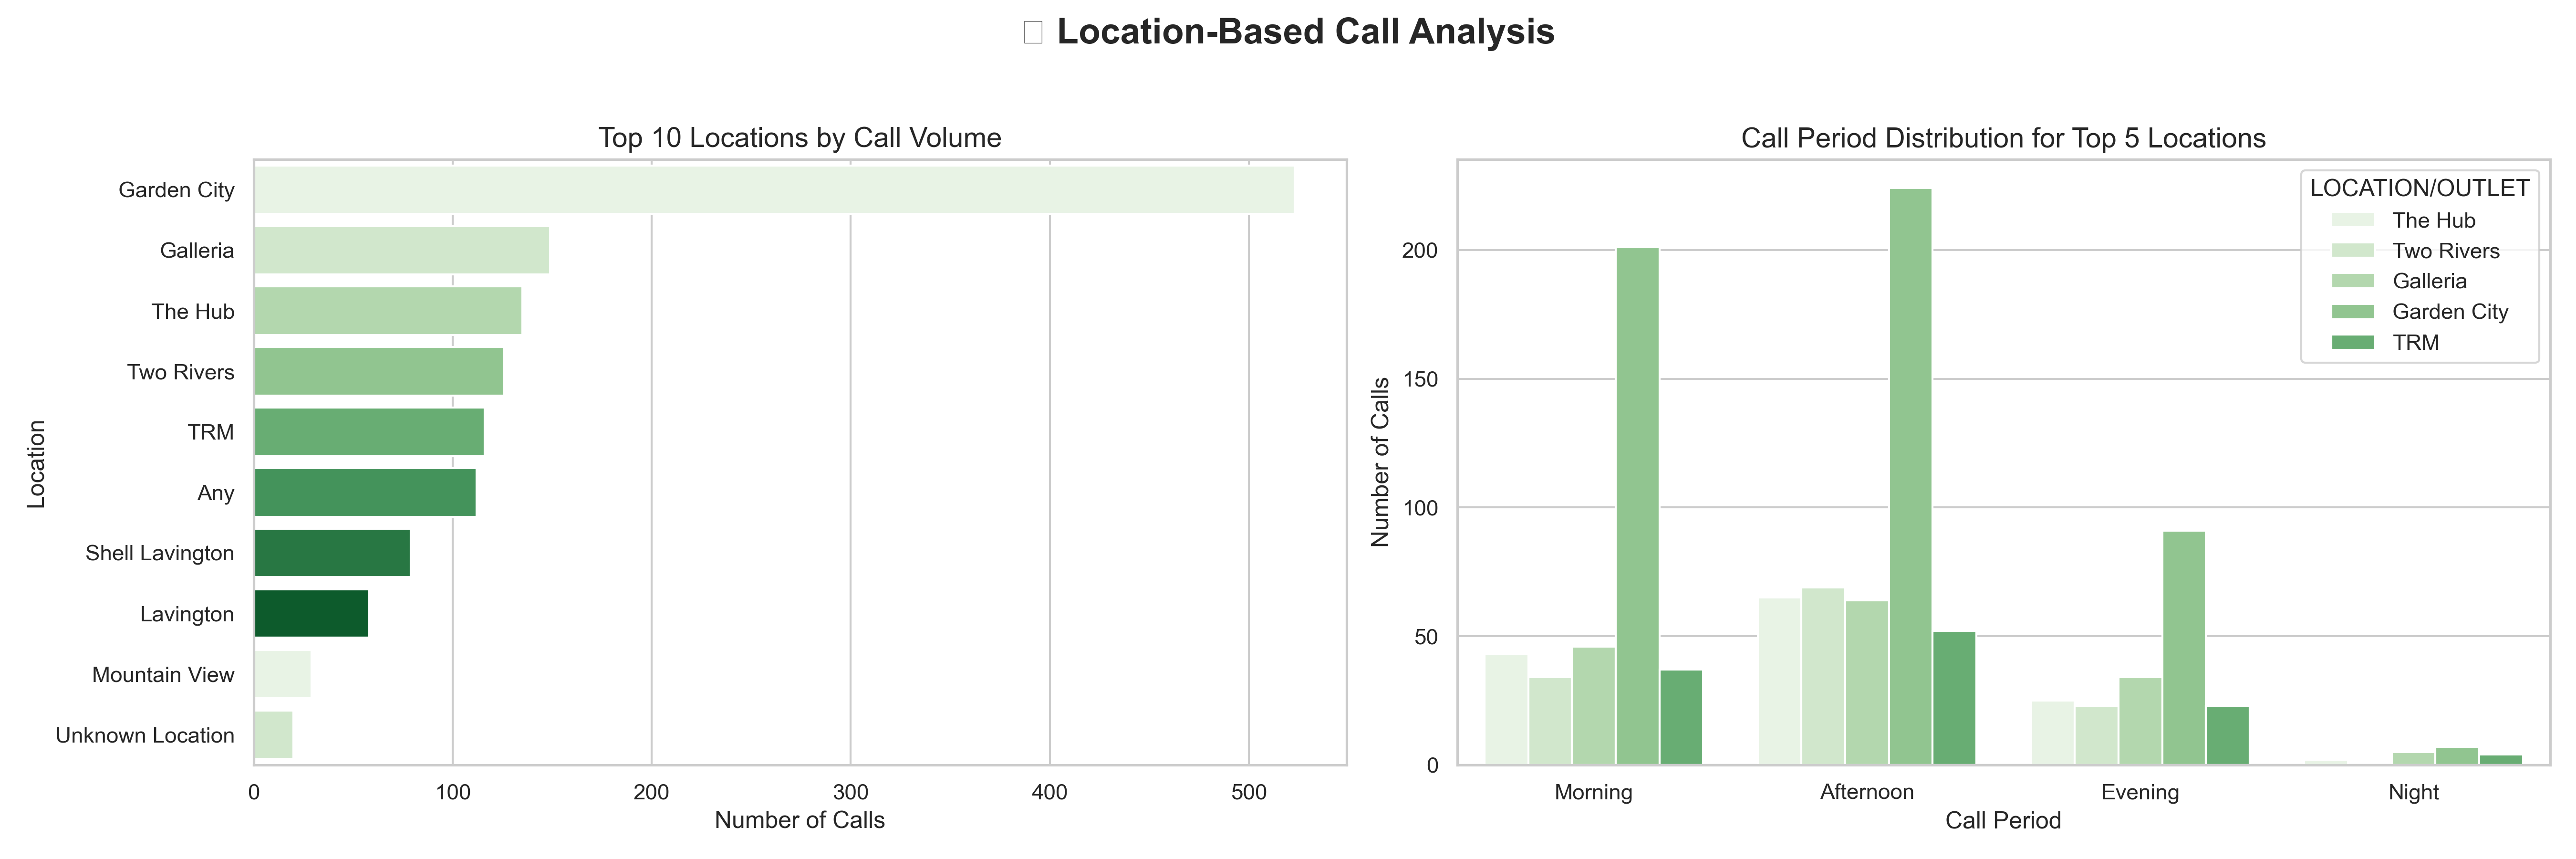 Location-Based Call Analysis
Top 10 Locations by Call Volume
Location
Garden City
Galleria
The Hub
Two Rivers
TRM
Any
Shell Lavington
Lavington
Mountain View
Unknown Location
0 100 200 300 400 500
Number of Calls
Call Period Distribution for Top 5 Locations
Number of Calls
200
150
100
50
0
LOCATION/OUTLET
The Hub
Two Rivers
Galleria
Garden City
TRM
Morning Afternoon Evening Night
Call Period